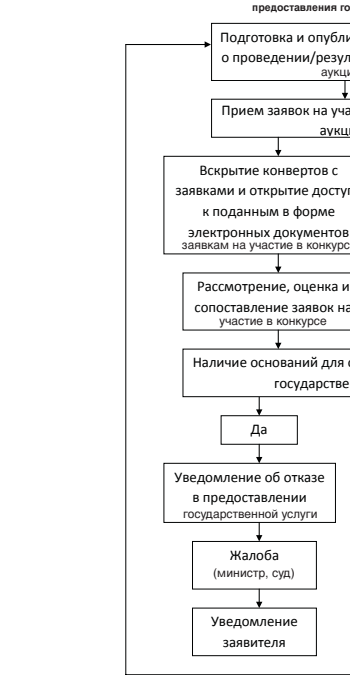 предоставления го
Подготовка и опубли
о проведении/резул
аукци
Прием заявок на уча
аукци
Вскрытие конвертов с
заявками и открытие доступ
к поданным в форме
электронных документов
заявкам на участие в конкурс
Рассмотрение, оценка и
сопоставление заявок на
участие в конкурсе
Наличие оснований для
государстве
Да
Уведомление об отказе
в предоставлении
государственной услуги
Жалоба
(министр, суд)
Уведомление
заявителя